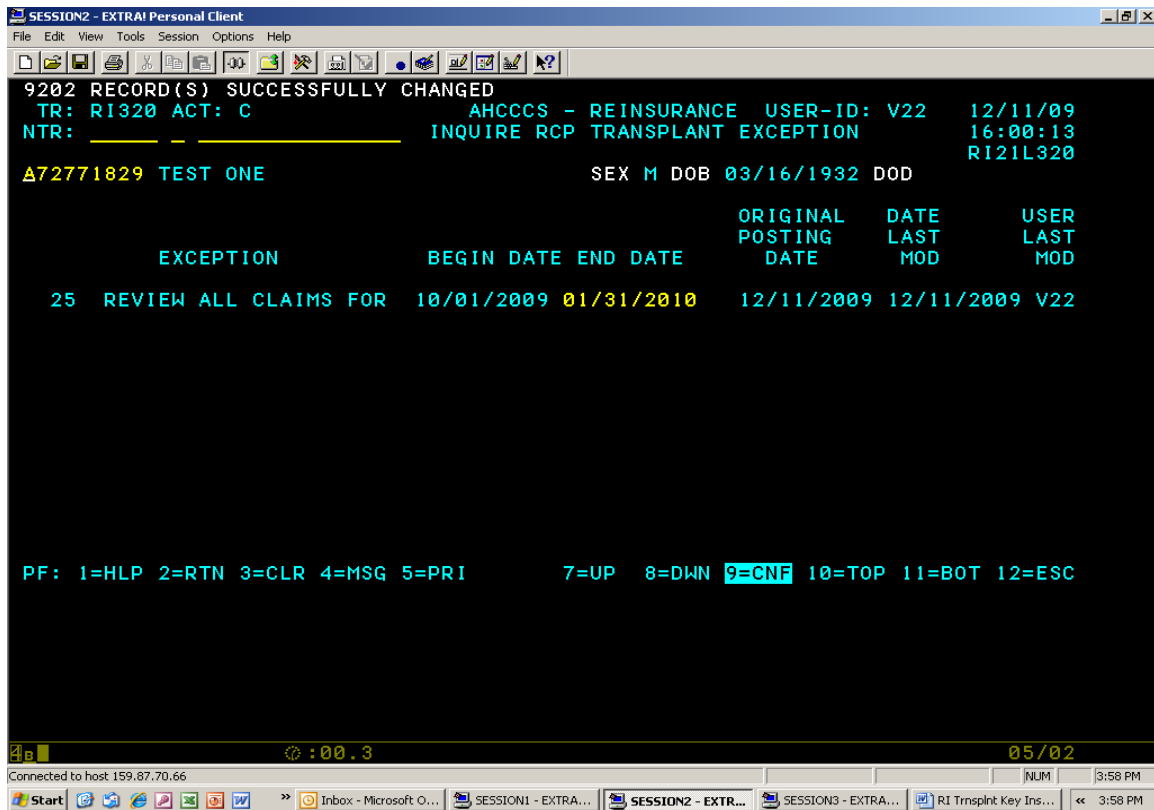 SESSION2 - EXTRA! Personal Client
File Edit View Tools Session Options Help
9202 RECORD(S) SUCCESSFULLY CHANGED
TR: RI320 ACT: C AHCCCS - REINSURANCE USER-ID: V22 12/11/09
NTR: INQUIRE RCP TRANSPLANT EXCEPTION 16:00:13
RI21L320
A72771829 TEST ONE SEX M DOB 03/16/1932 DOD
ORIGINAL DATE USER
POSTING LAST LAST
EXCEPTION BEGIN DATE END DATE DATE MOD MOD
25 REVIEW ALL CLAIMS FOR 10/01/2009 01/31/2010 12/11/2009 12/11/2009 V22
PF: 1=HLP 2=RTN 3=CLR 4=MSG 5=PRI 7=UP 8=DWN 9=CNF 10=TOP 11=BOT 12=ESC
4B :00.3 05/02
Connected to host 159.87.70.66 NUM 3:58 PM
Start » Inbox - Microsoft O... SESSION1 - EXTRA... SESSION2 - EXTR... SESSION3 - EXTRA... RI Trnsplnt Key Ins... « 3:58 PM